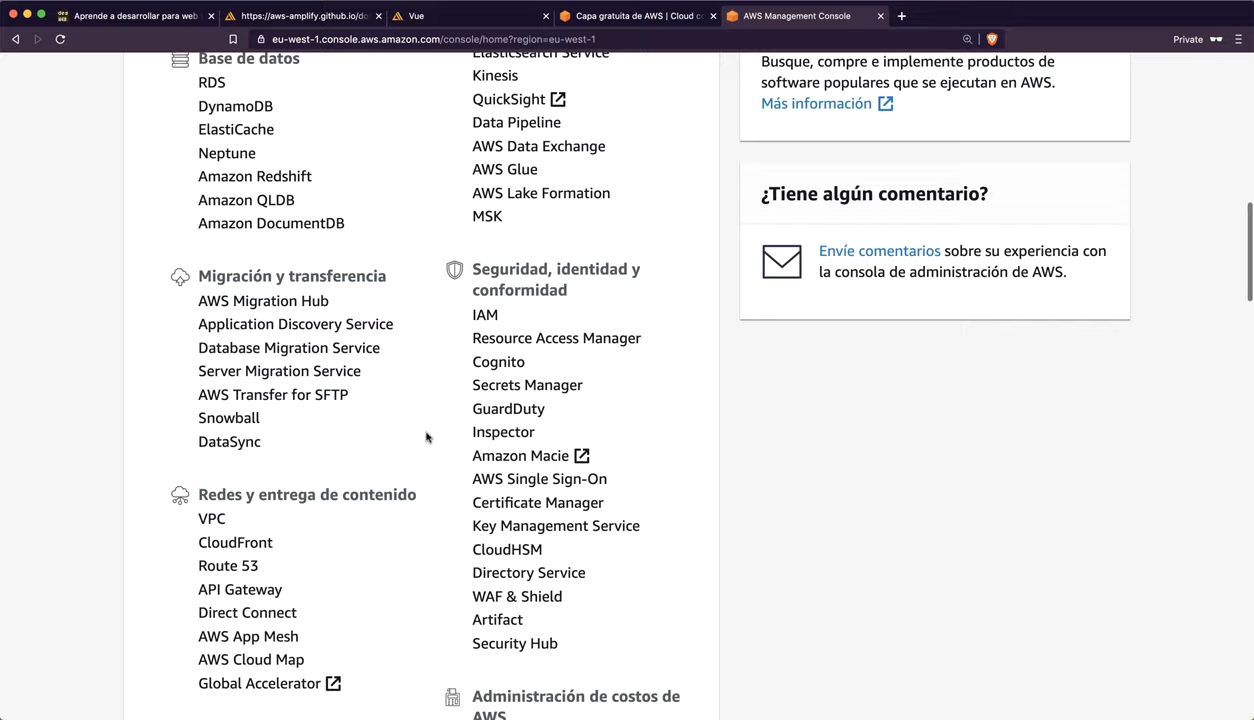 Aprende a desarrollar para web
https://aws-amplify.github.io/do
Vue
Capa gratuita de AWS | Cloud c
AWS Management Console
eu-west-1.console.aws.amazon.com/console/home?region=eu-west-1
Private
Base de datos
RDS
DynamoDB
ElastiCache
Neptune
Amazon Redshift
Amazon QLDB
Amazon DocumentDB
Migración y transferencia
AWS Migration Hub
Application Discovery Service
Database Migration Service
Server Migration Service
AWS Transfer for SFTP
Snowball
DataSync
Redes y entrega de contenido
VPC
CloudFront
Route 53
API Gateway
Direct Connect
AWS App Mesh
AWS Cloud Map
Global Accelerator
Elasticsearch Service
Kinesis
QuickSight
Data Pipeline
AWS Data Exchange
AWS Glue
AWS Lake Formation
MSK
Seguridad, identidad y
conformidad
IAM
Resource Access Manager
Cognito
Secrets Manager
GuardDuty
Inspector
Amazon Macie
AWS Single Sign-On
Certificate Manager
Key Management Service
CloudHSM
Directory Service
WAF & Shield
Artifact
Security Hub
Administración de costos de
AWS
Busque, compre e implemente productos de
software populares que se ejecutan en AWS.
Más información
¿Tiene algún comentario?
Envíe comentarios sobre su experiencia con
la consola de administración de AWS.